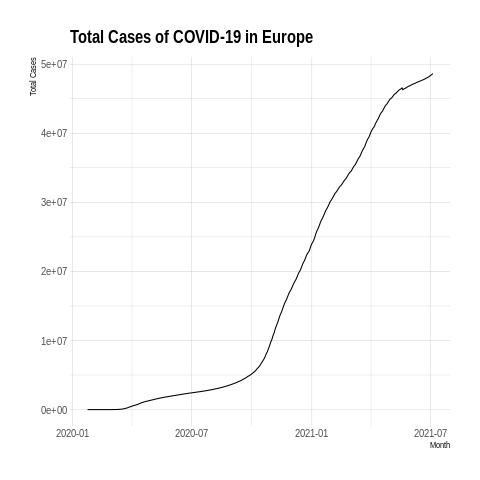 Total Cases of COVID-19 in Europe
Total Cases
5e+07
4e+07
3e+07
2e+07
1e+07
0e+00
2020-01 2020-07 2021-01 2021-07
Month